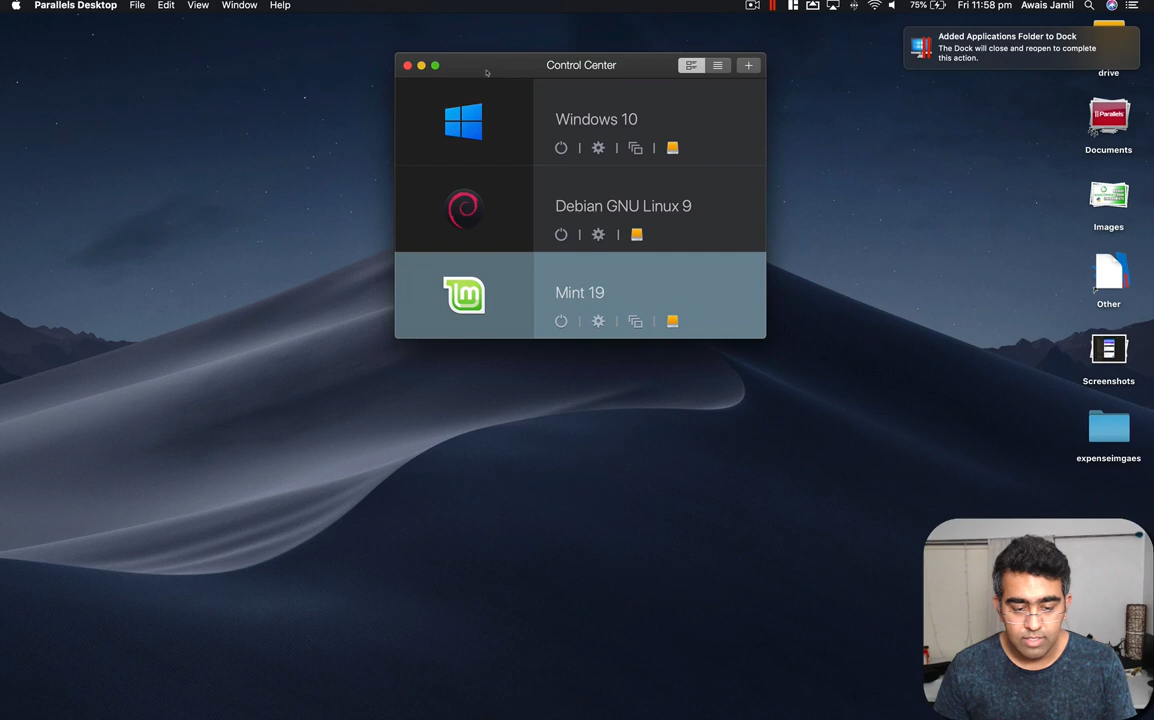 Parallels Desktop File Edit View Window Help 75% Fri 11:58 pm Awais Jamil
Added Applications Folder to Dock
The Dock will close and reopen to complete
this action.
drive
Control Center
Windows 10
Parallels
Documents
Debian GNU Linux 9
Images
Mint 19
Other
Screenshots
expenseimgaes